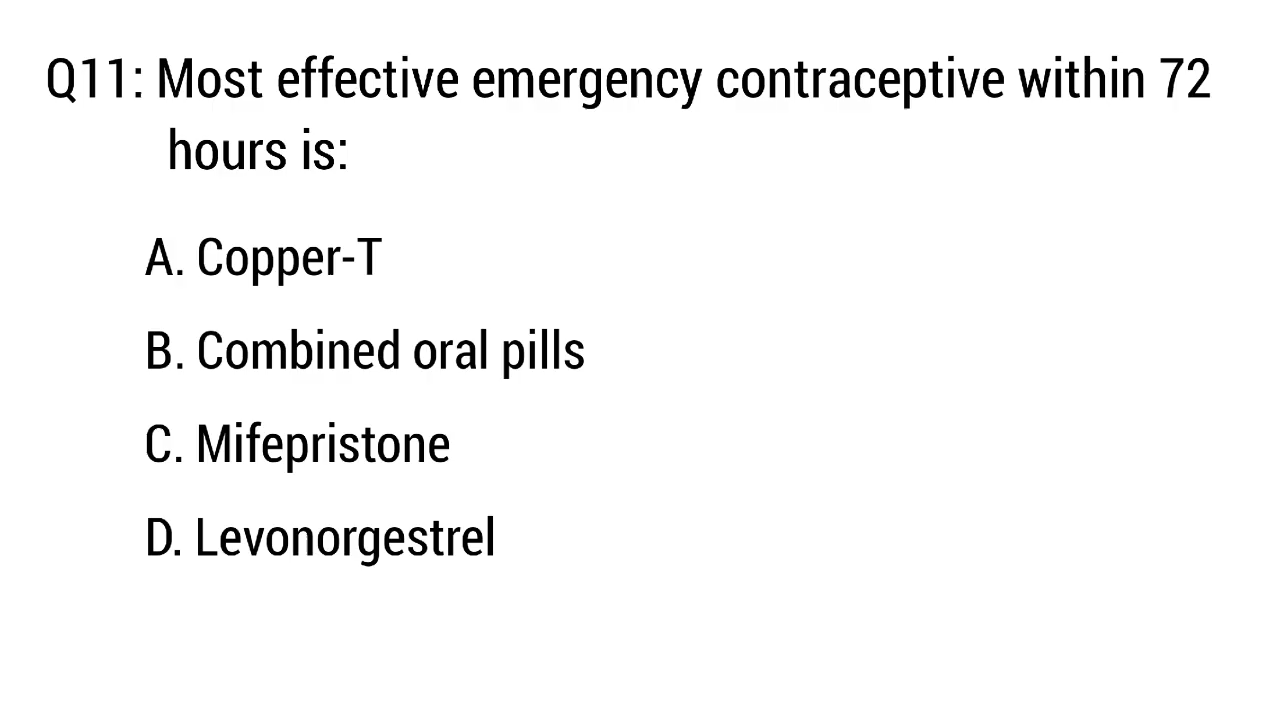 Q11: Most effective emergency contraceptive within 72
hours is:
A. Copper-T
B. Combined oral pills
C. Mifepristone
D. Levonorgestrel